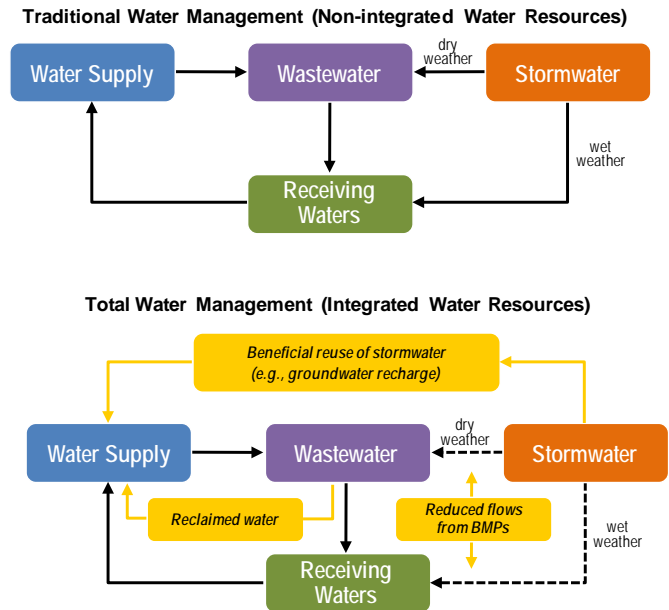 Traditional Water Management (Non-integrated Water Resources)
Water Supply
Wastewater
dry
weather
Stormwater
wet
weather
Receiving
Waters
Total Water Management (Integrated Water Resources)
Beneficial reuse of stormwater
(e.g., groundwater recharge)
Water Supply
Wastewater
dry
weather
Stormwater
Reclaimed water
Reduced flows
from BMPs
wet
weather
Receiving
Waters